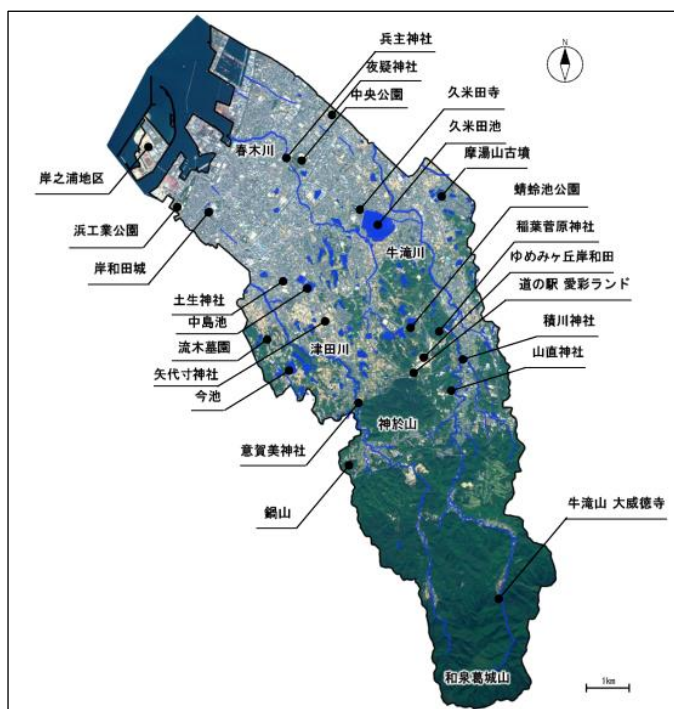 N
兵主神社
夜疑神社
中央公園
久米田寺
久米田池
摩湯山古墳
春木川
岸之浦地区
蜻蛉池公園
浜工業公園
稲葉菅原神社
牛滝川
ゆめみヶ丘岸和田
岸和田城
道の駅 愛彩ランド
土生神社
中島池
積川神社
流木墓園
津田川
山直神社
矢代寸神社
今池
神於山
意賀美神社
鍋山
牛滝山 大威徳寺
和泉葛城山
1km